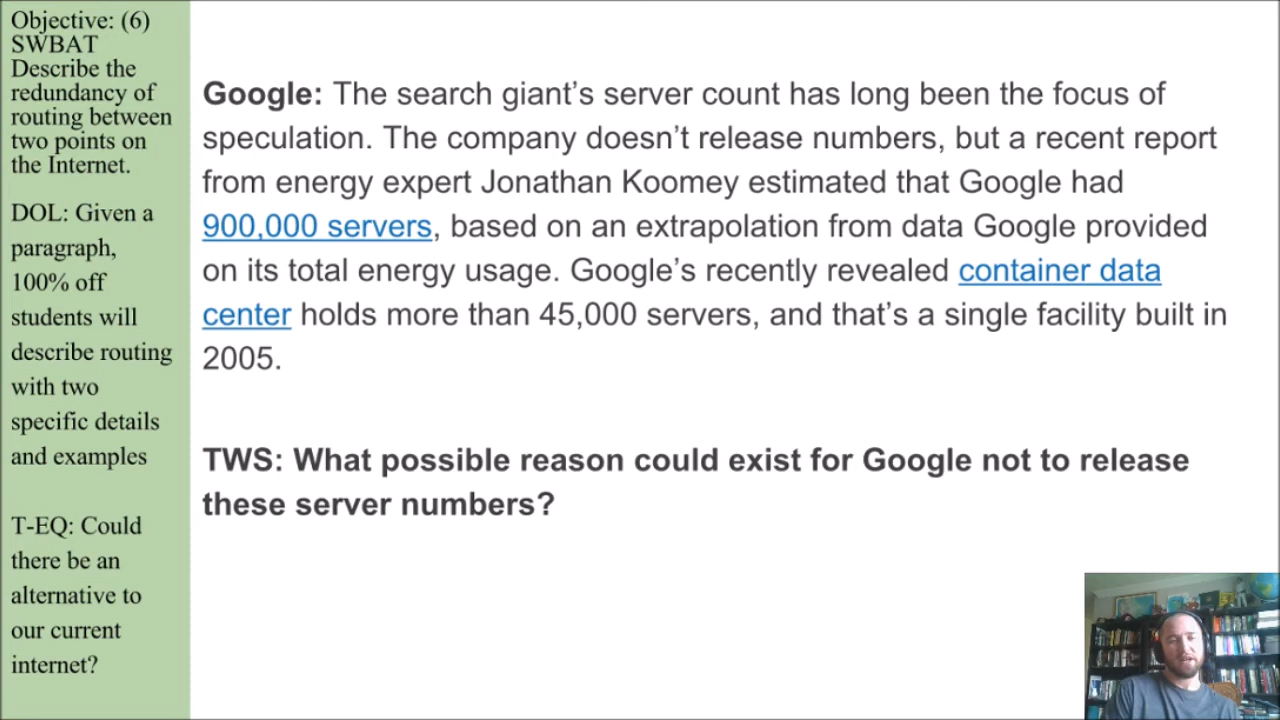 Objective: (6)
SWBAT
Describe the
redundancy of
routing between
two points on
the Internet.
DOL: Given a
paragraph,
100% off
students will
describe routing
with two
specific details
and examples
T-EQ: Could
there be an
alternative to
our current
internet?
Google: The search giant’s server count has long been the focus of
speculation. The company doesn’t release numbers, but a recent report
from energy expert Jonathan Koomey estimated that Google had
900,000 servers, based on an extrapolation from data Google provided
on its total energy usage. Google’s recently revealed container data
center holds more than 45,000 servers, and that’s a single facility built in
2005.
TWS: What possible reason could exist for Google not to release
these server numbers?